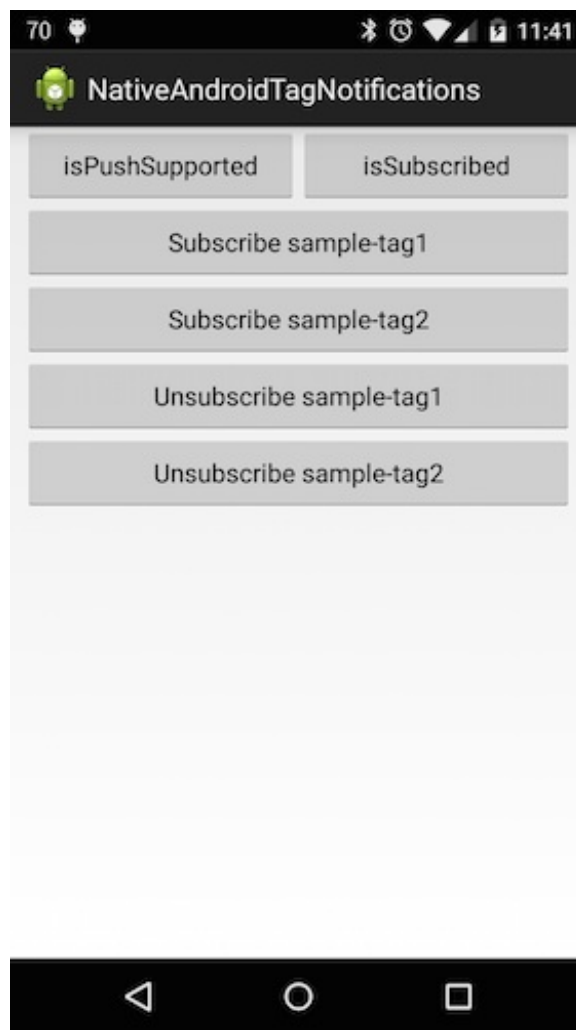 70 11:41
NativeAndroidTagNotifications
isPushSupported isSubscribed
Subscribe sample-tag1
Subscribe sample-tag2
Unsubscribe sample-tag1
Unsubscribe sample-tag2